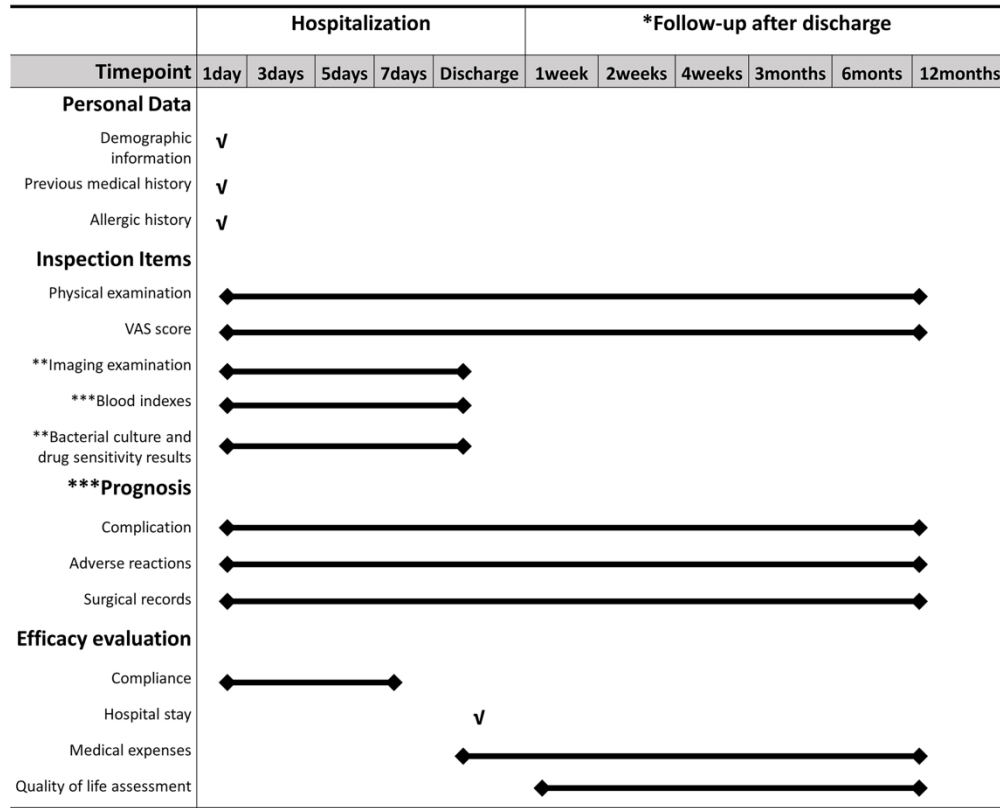 Hospitalization *Follow-up after discharge
Timepoint 1day 3days 5days 7days Discharge 1week 2weeks 4weeks 3months 6monts 12months
Personal Data
Demographic
information
√
Previous medical history √
Allergic history √
Inspection Items
Physical examination
VAS score
**Imaging examination
***Blood indexes
**Bacterial culture and
drug sensitivity results
***Prognosis
Complication
Adverse reactions
Surgical records
Efficacy evaluation
Compliance
Hospital stay √
Medical expenses
Quality of life assessment